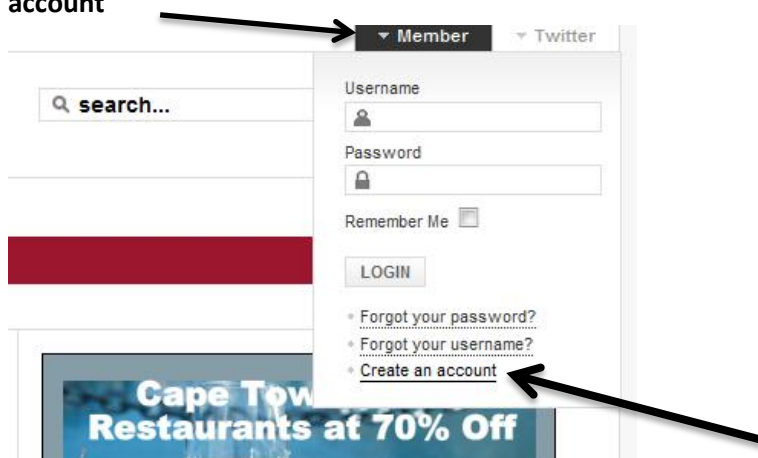 account
Member Twitter
search...
Username
Password
Remember Me
LOGIN
Forgot your password?
Forgot your username?
Create an account
Cape
Restaurants at 70% Off